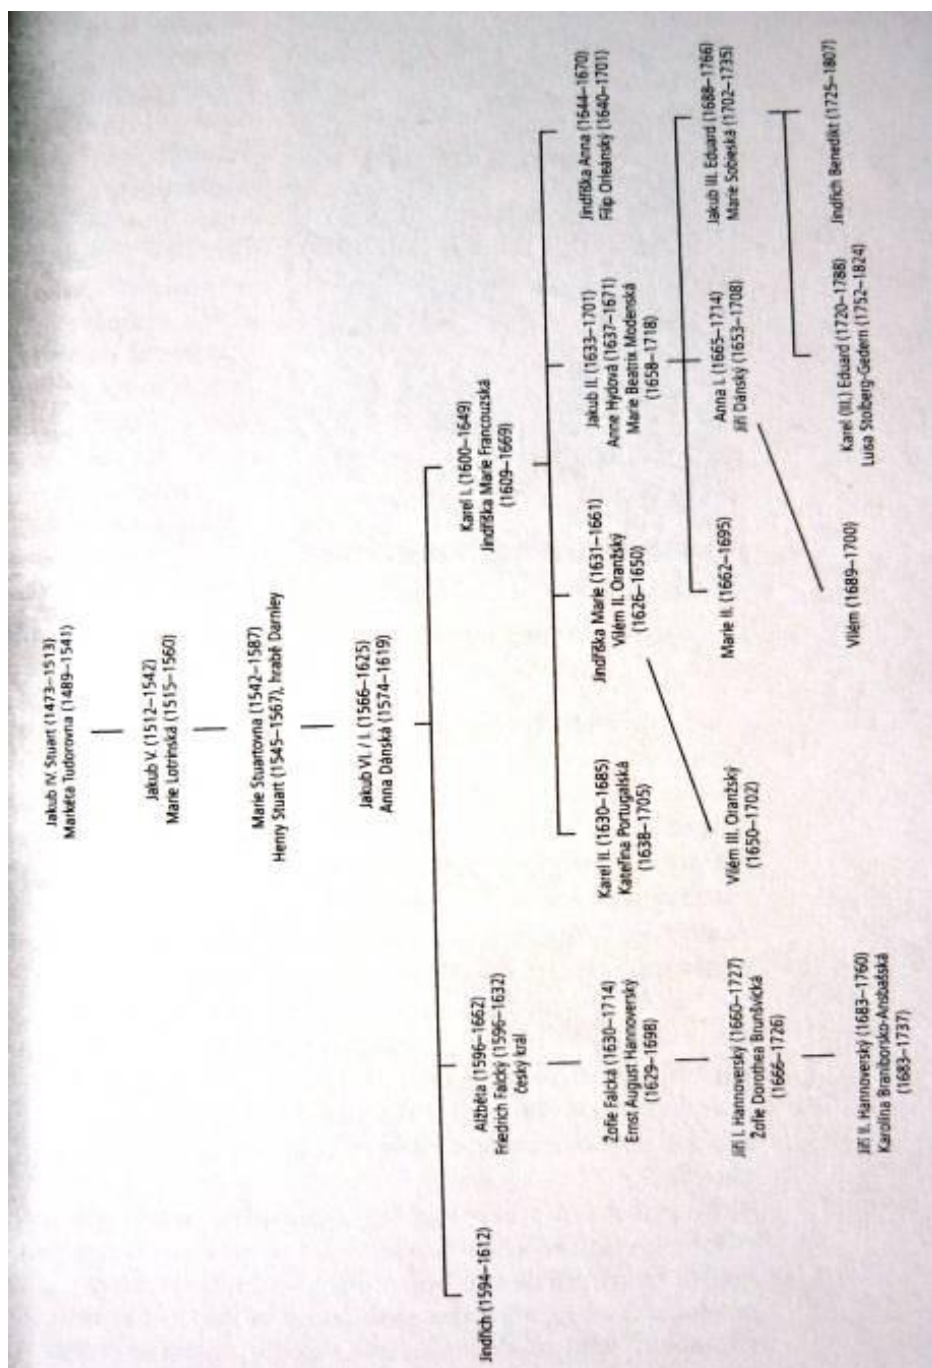 Jakub IV. Stuart (1473–1513)
Markéta Tudorovna (1489–1541)
Jakub V. (1512–1542)
Marie Lotrinská (1515–1560)
Marie Stuartovna (1542–1587)
Henry Stuart (1545–1567), hrabě Darnley
Jakub VI. / I. (1566–1625)
Anna Dánská (1574–1619)
Jindřich (1594–1612)
Alžběta (1596–1662)
Friedrich Falcký (1596–1632)
český král
Karel I. (1600–1649)
Jindřiška Marie Francouzská
(1609–1669)
Žofie Falcká (1630–1714)
Ernst August Hannoverský
(1629–1698)
Karel II. (1630–1685)
Kateřina Portugalská
(1638–1705)
Jindřiška Marie (1631–1661)
Vilém II. Oranžský
(1626–1650)
Jakub II. (1633–1701)
Anne Hydová (1637–1671)
Marie Beatrix Modenská
(1658–1718)
Jindřiška Anna (1644–1670)
Filip Orleánský (1640–1701)
Jiří I. Hannoverský (1660–1727)
Žofie Dorothea Brunšvická
(1666–1726)
Vilém III. Oranžský
(1650–1702)
Marie II. (1662–1695)
Anna I. (1665–1714)
Jiří Dánský (1653–1708)
Jakub III. Eduard (1688–1766)
Marie Sobieská (1702–1735)
Jiří II. Hannoverský (1683–1760)
Karolina Braniborsko-Ansbašská
(1683–1737)
Vilém (1689–1700)
Karel (III.) Eduard (1720–1788)
Luisa Stolberg-Gedern (1752–1824)
Jindřich Benedikt (1725–1807)